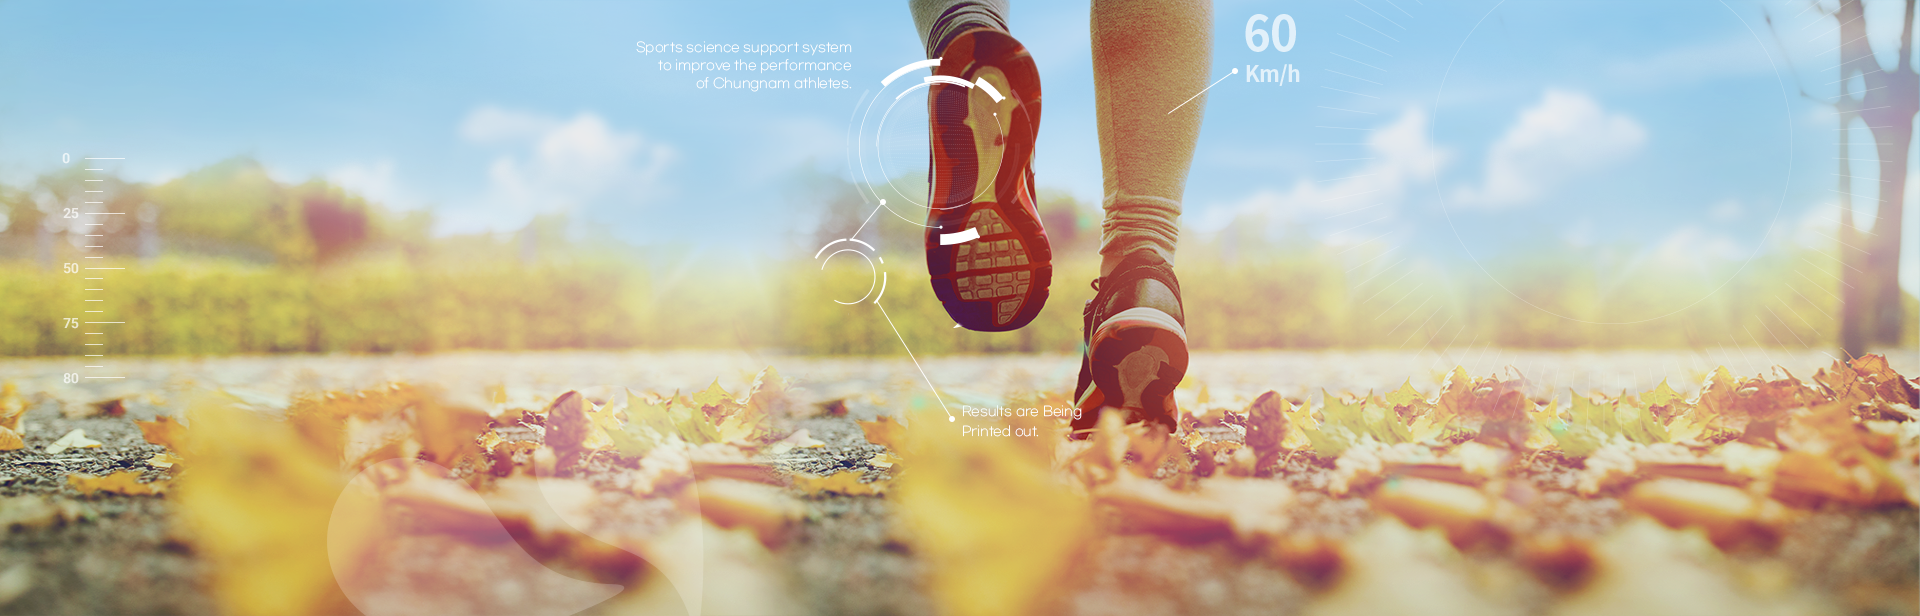 Sports science support system
to improve the performance
of Chungnam athletes.
60
Km/h
0
25
50
75
80
Results are Being
Printed out.